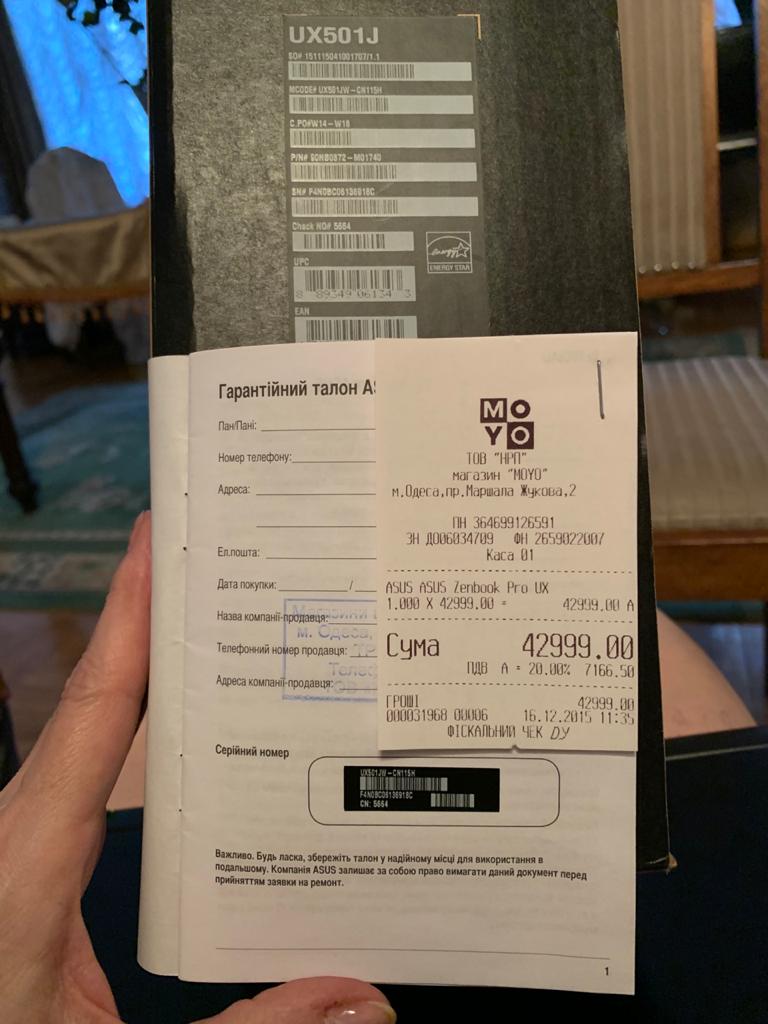 UX501J
SO# 151115041001707/1.1
MCODE# UX501JW-CN115H
C.PO#W14-W18
P/N# 90NB0872-M01740
SN# F4N0BC06136918C
Check NO# 5664
ENERGY STAR
UPC
8 89349 06134 3
EAN
Гарантійний талон AS
Пан/Пані:
Номер телефону:
Адреса:
Ел.пошта:
Дата покупки: /
Назва компанії-продавця:
Телефонний номер продавця:
Адреса компанії-продавця:
м. Одеса,
MOYO
ТОВ "НРП"
магазин "MOYO"
м.Одеса,пр.Маршала Жукова,2
ПН 364699126591
ЗН ДО06034709 ФН 2659022007
Каса 01
ASUS ASUS Zenbook Pro UX
1.000 X 42999.00 = 42999.00 А
Сума 42999.00
ПДВ А = 20.00% 7166.50
ГРОШІ 42999.00
000031968 00006 16.12.2015 11:35
ФІСКАЛЬНИЙ ЧЕК
Серійний номер
UX501JW-CN115H
F4N0BC06136918C
CN: 5664
Важливо. Будь ласка, збережіть талон у надійному місці для використання в
подальшому. Компанія ASUS залишає за собою право вимагати даний документ перед
прийняттям заявки на ремонт.
1